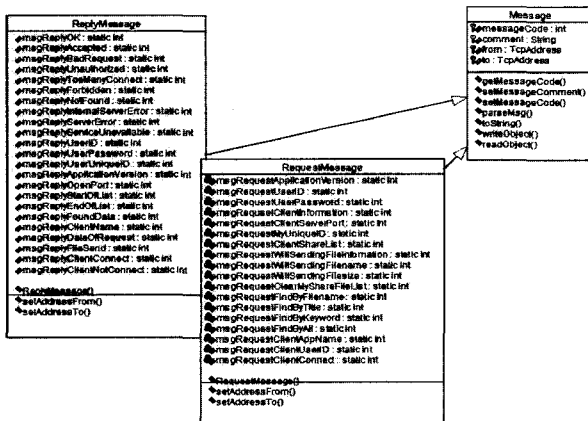 ReplyMessage
msgReplyOK : static int
msgReplyAccepted : static int
msgReplyBadRequest : static int
msgReplyUnauthorized : static int
msgReplyTooManyConnect : static int
msgReplyForbidden : static int
msgReplyNotFound : static int
msgReplyInternalServerError : static int
msgReplyServerError : static int
msgReplyServiceUnavailable : static int
msgReplyUserID : static int
msgReplyUserPassword : static int
msgReplyUserUniqueID : static int
msgReplyApplicationVersion : static int
msgReplyOpenPort : static int
msgReplyStartOfList : static int
msgReplyEndOfList : static int
msgReplyFoundData : static int
msgReplyClientName : static int
msgReplyDataOfRequest : static int
msgReplyFileSend : static int
msgReplyClientConnect : static int
msgReplyClientNotConnect : static int
ReplyMessage()
setAddressFrom()
setAddressTo()
Message
messageCode : int
comment : String
from : TcpAddress
to : TcpAddress
getMessageCode()
setMessageComment()
setMessageCode()
parseMsg()
toString()
writeObject()
readObject()
RequestMessage
msgRequestApplicationVersion : static int
msgRequestUserID : static int
msgRequestUserPassword : static int
msgRequestClientInformation : static int
msgRequestClientServerPort : static int
msgRequestMyUniqueID : static int
msgRequestClientShareList : static int
msgRequestWillSendingFileInfomation : static int
msgRequestWillSendingFilename : static int
msgRequestWillSendingFilesize : static int
msgRequestClearMyShareFileList : static int
msgRequestFindByFilename : static int
msgRequestFindByTitle : static int
msgRequestFindByKeyword : static int
msgRequestFindByAll : static int
msgRequestClientAppName : static int
msgRequestClientUserID : static int
msgRequestClientConnect : static int
RequestMessage()
setAddressFrom()
setAddressTo()